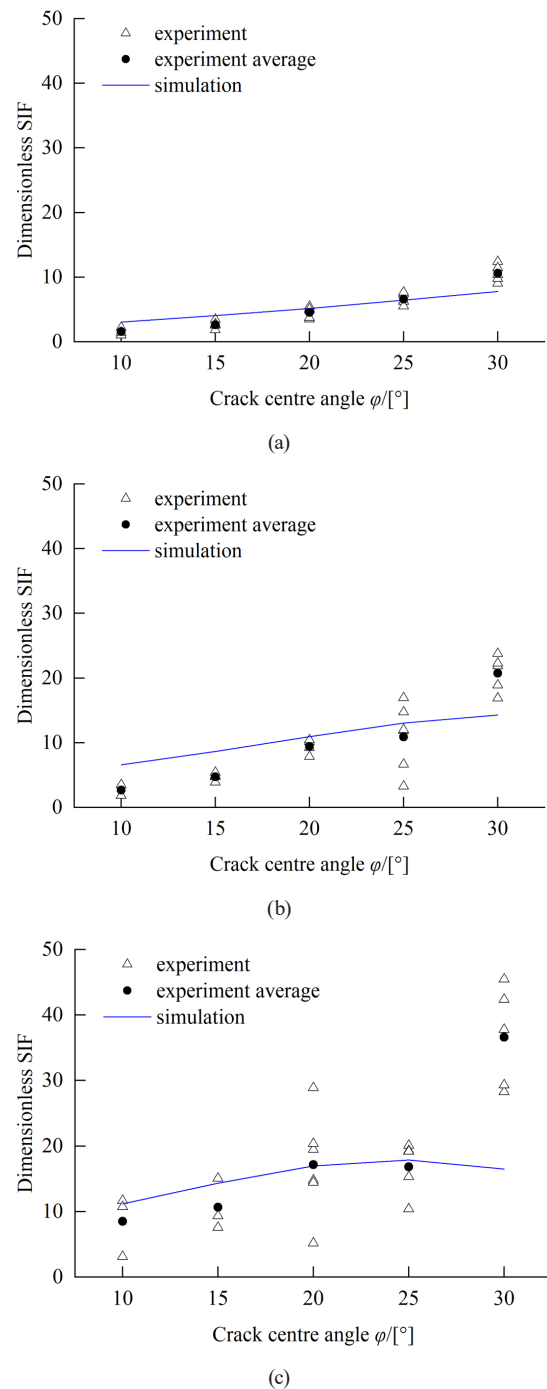 50
40
30
20
10
0
Dimensionless SIF
experiment
experiment average
simulation
10 15 20 25 30
Crack centre angle φ/[°]
(a)
50
40
30
20
10
0
Dimensionless SIF
experiment
experiment average
simulation
10 15 20 25 30
Crack centre angle φ/[°]
(b)
50
40
30
20
10
0
Dimensionless SIF
experiment
experiment average
simulation
10 15 20 25 30
Crack centre angle φ/[°]
(c)